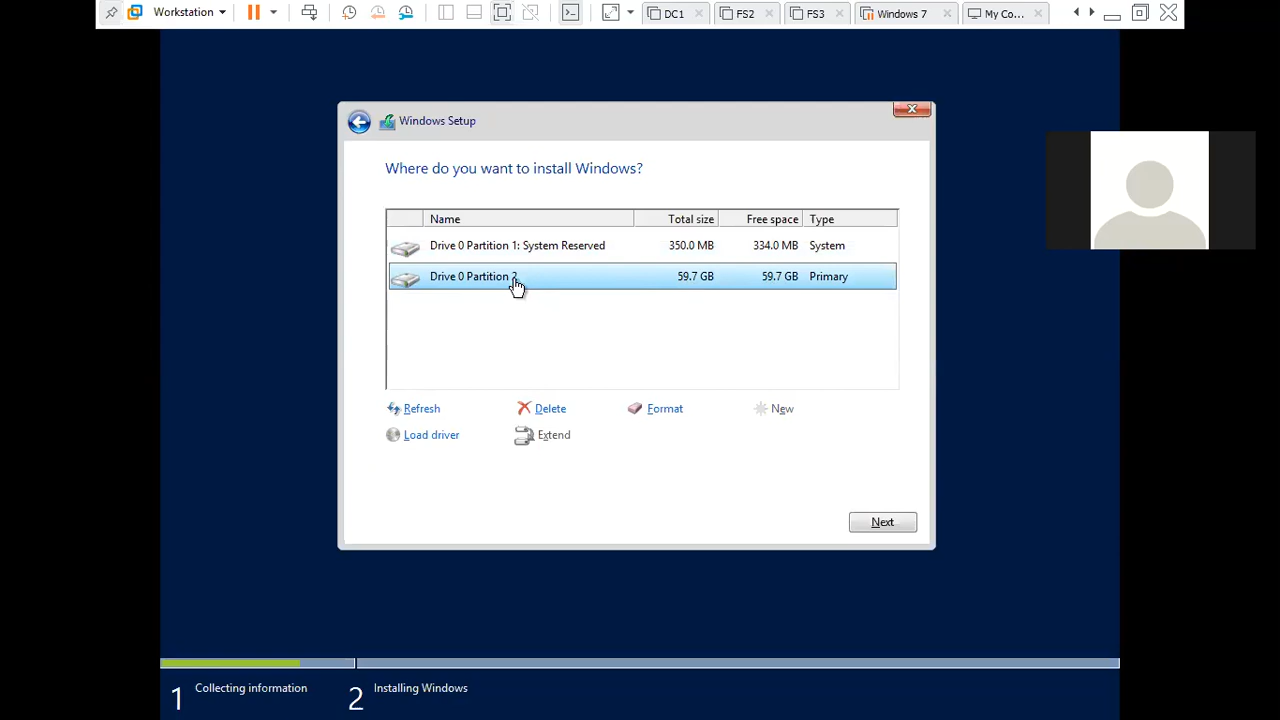 Workstation DC1 FS2 FS3 Windows 7 My Co...
Windows Setup
Where do you want to install Windows?
Name Total size Free space Type
Drive 0 Partition 1: System Reserved 350.0 MB 334.0 MB System
Drive 0 Partition 2 59.7 GB 59.7 GB Primary
Refresh Delete Format New
Load driver Extend
Next
1 Collecting information 2 Installing Windows